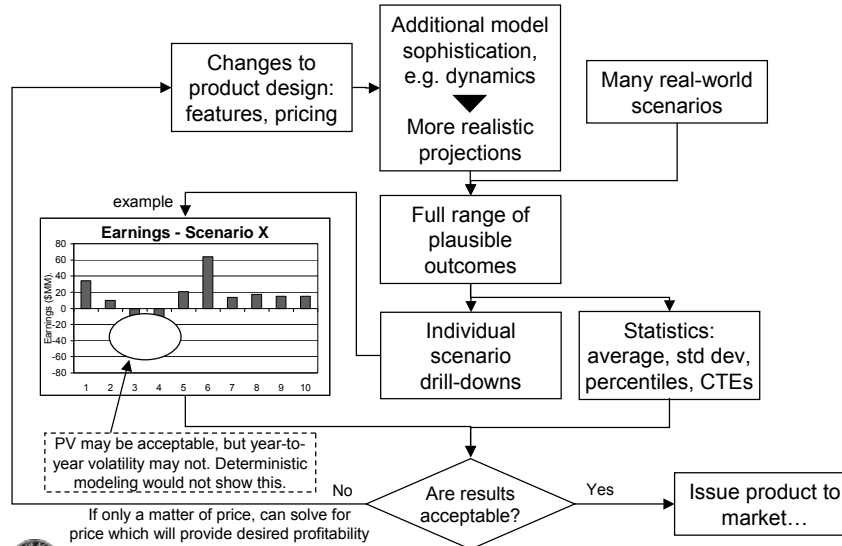 Changes to
product design:
features, pricing
Additional model
sophistication,
e.g. dynamics
More realistic
projections
Many real-world
scenarios
example
Earnings - Scenario X
Earnings ($MM).
80
60
40
20
0
-20
-40
-60
-80
1 2 3 4 5 6 7 8 9 10
Full range of
plausible
outcomes
Individual
scenario
drill-downs
Statistics:
average, std dev,
percentiles, CTEs
PV may be acceptable, but year-to-
year volatility may not. Deterministic
modeling would not show this.
No
Are results
acceptable?
Yes
Issue product to
market…
If only a matter of price, can solve for
price which will provide desired profitability